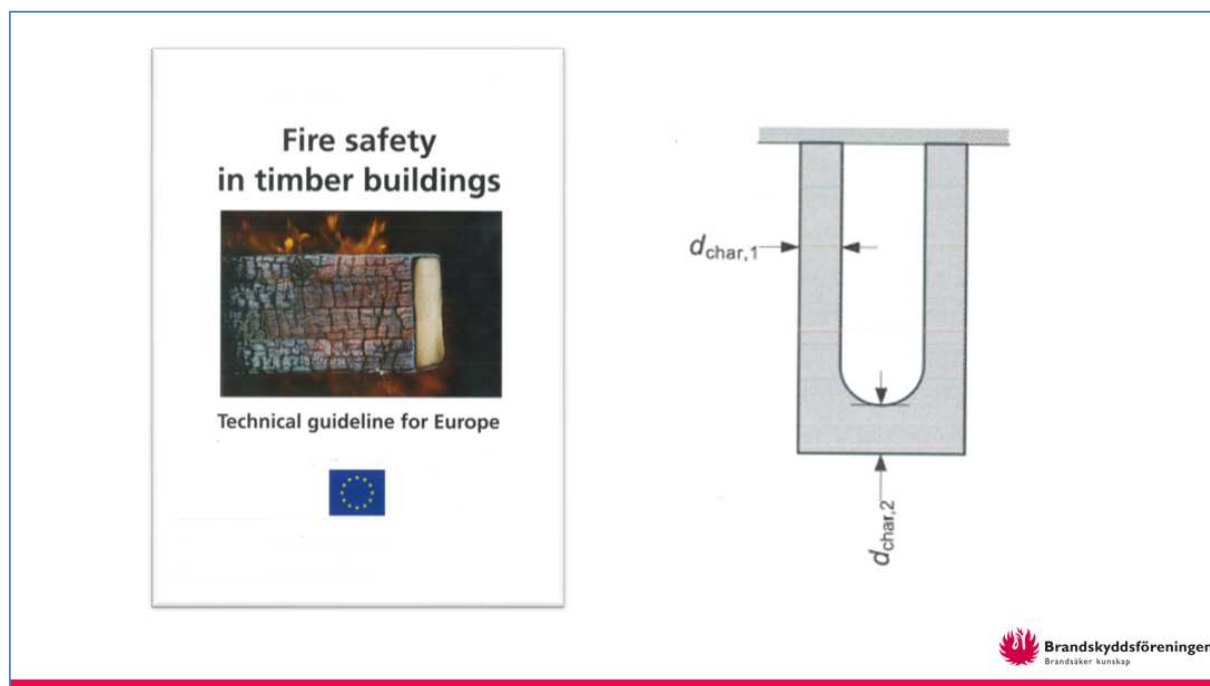 Fire safety
in timber buildings
Technical guideline for Europe
dchar,1
dchar,2
Brandskyddsföreningen
Brandsäker kunskap